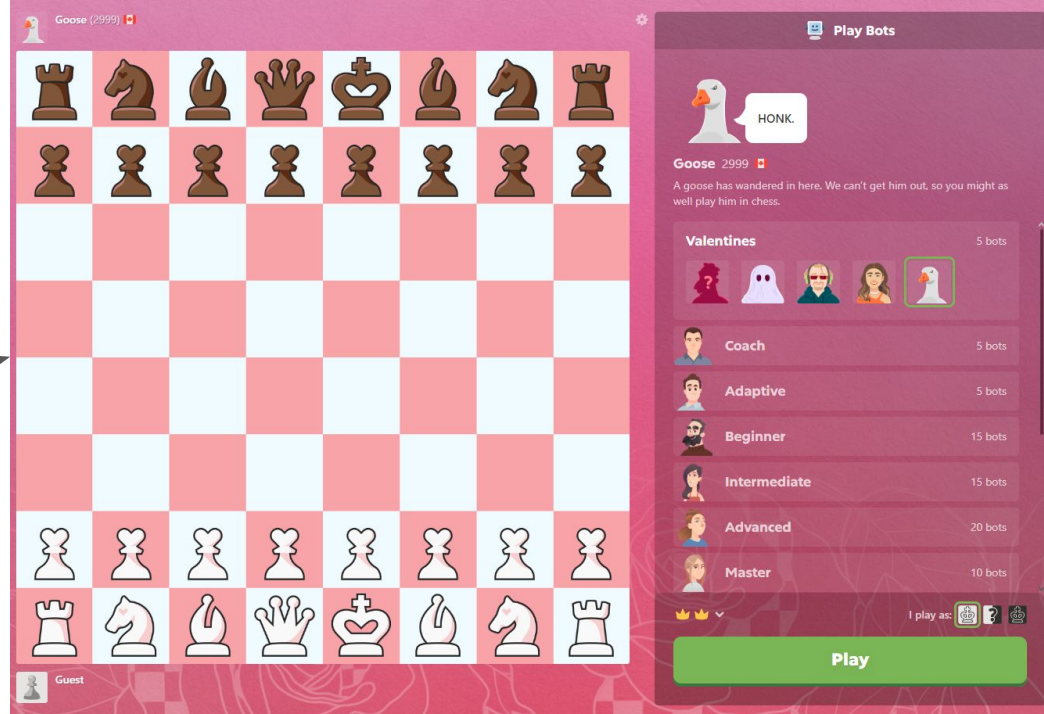 Goose (2999)
Play Bots
HONK.
Goose 2999
A goose has wandered in here. We can't get him out, so you might as
well play him in chess.
Valentines 5 bots
?
Coach 5 bots
Adaptive 5 bots
Beginner 15 bots
Intermediate 15 bots
Advanced 20 bots
Master 10 bots
I play as: ?
Play
Guest